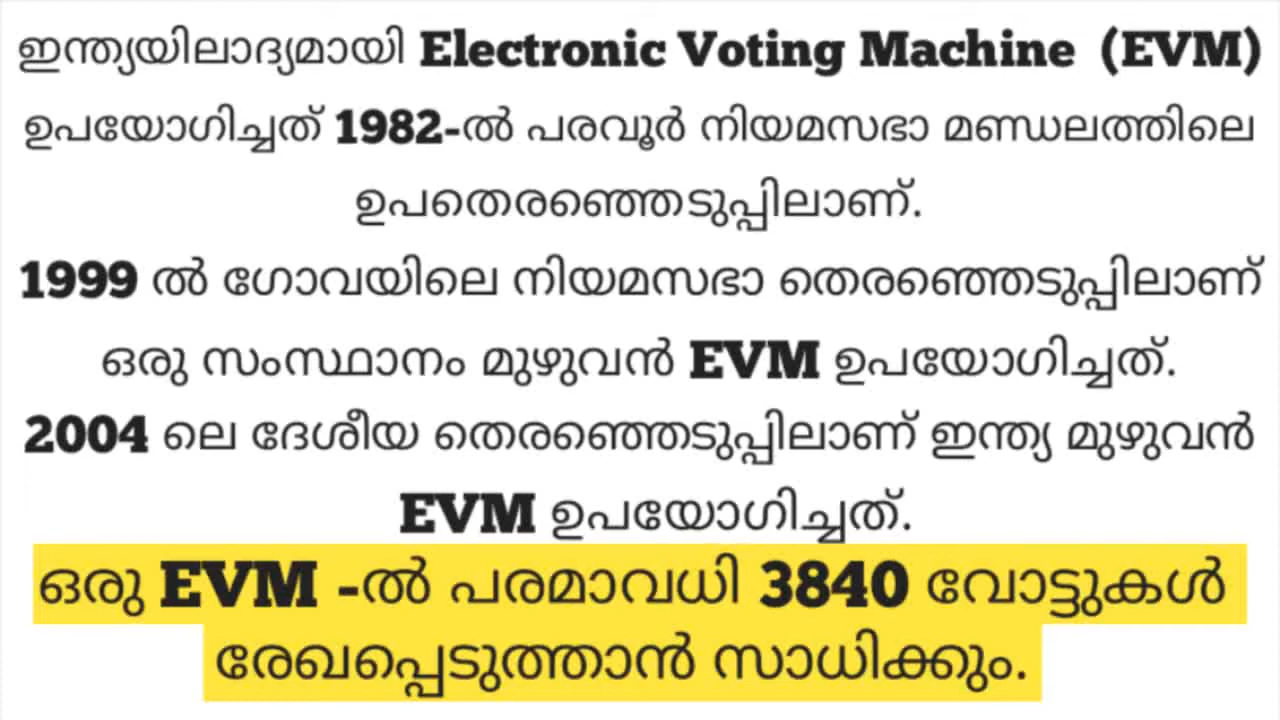 ഇന്ത്യയിലാദ്യമായി Electronic Voting Machine (EVM)
ഉപയോഗിച്ചത് 1982-ൽ പരവൂർ നിയമസഭാ മണ്ഡലത്തിലെ
ഉപതെരഞ്ഞെടുപ്പിലാണ്.
1999 ൽ ഗോവയിലെ നിയമസഭാ തെരഞ്ഞെടുപ്പിലാണ്
ഒരു സംസ്ഥാനം മുഴുവൻ EVM ഉപയോഗിച്ചത്.
2004 ലെ ദേശീയ തെരഞ്ഞെടുപ്പിലാണ് ഇന്ത്യ മുഴുവൻ
EVM ഉപയോഗിച്ചത്.
ഒരു EVM -ൽ പരമാവധി 3840 വോട്ടുകൾ
രേഖപ്പെടുത്താൻ സാധിക്കും.